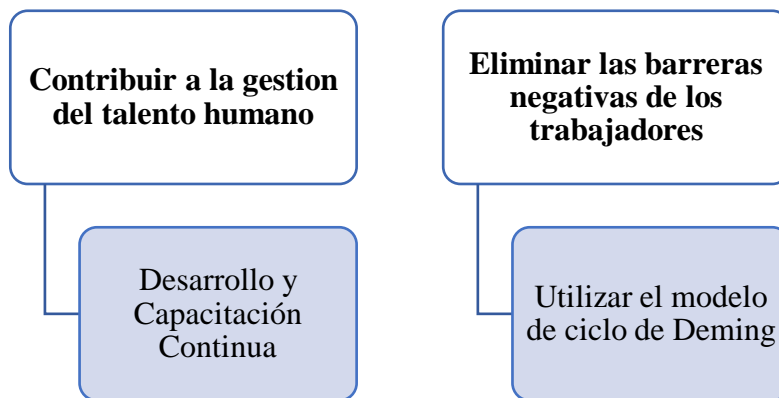 Contribuir a la gestion
del talento humano
Desarrollo y
Capacitación
Continua
Eliminar las barreras
negativas de los
trabajadores
Utilizar el modelo
de ciclo de Deming